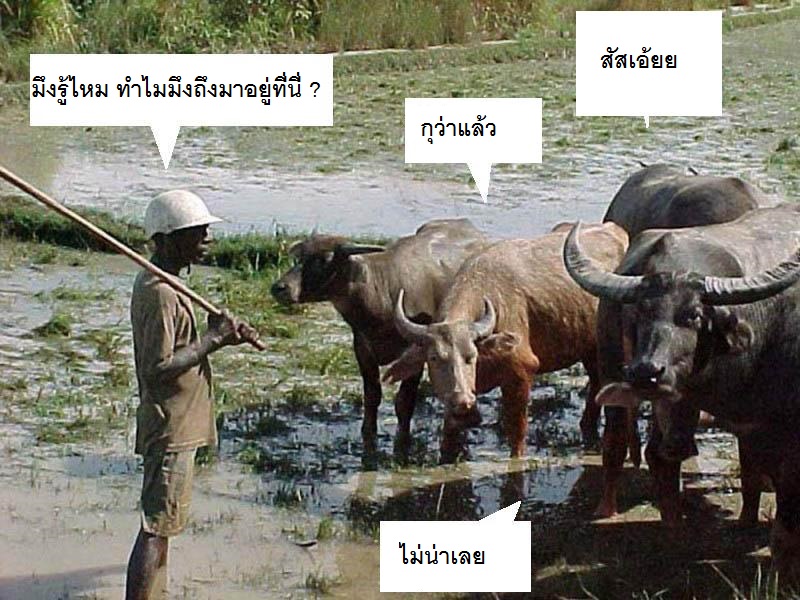 มึงรู้ไหม ทำไมมึงถึงมาอยู่ที่นี่ ?
กุว่าแล้ว
สัสเอ้ยย
ไม่น่าเลย